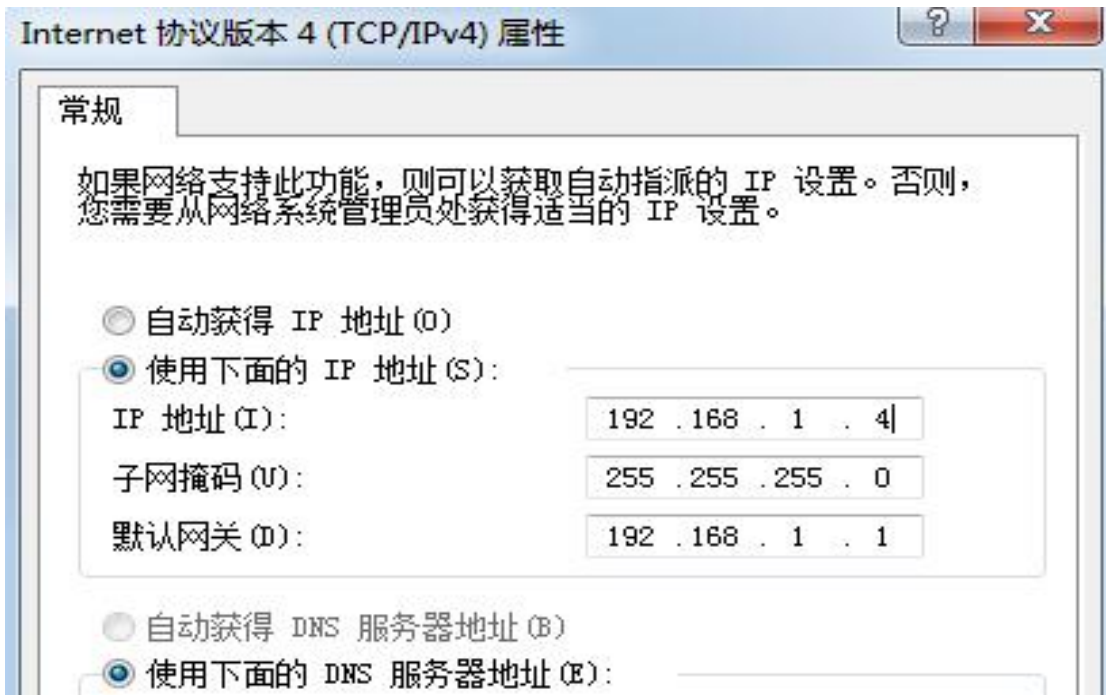 Internet 协议版本 4 (TCP/IPv4) 属性
常规
如果网络支持此功能，则可以获取自动指派的 IP 设置。否则，
您需要从网络系统管理员处获得适当的 IP 设置。
自动获得 IP 地址(O)
使用下面的 IP 地址(S):
IP 地址(I): 192 .168 . 1 . 4
子网掩码(U): 255 .255 .255 . 0
默认网关(D): 192 .168 . 1 . 1
自动获得 DNS 服务器地址(B)
使用下面的 DNS 服务器地址(E):